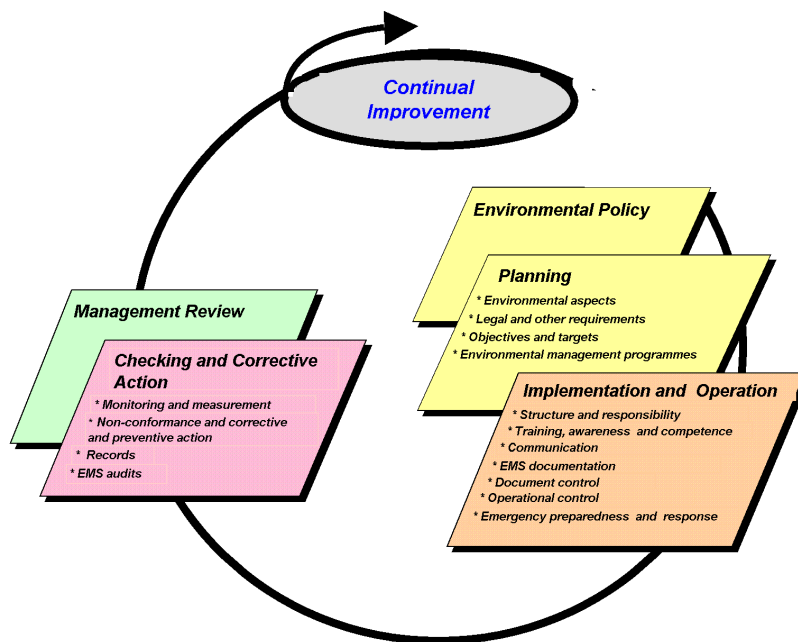 Continual
Improvement
Environmental Policy
Planning
* Environmental aspects
* Legal and other requirements
* Objectives and targets
* Environmental management programmes
Implementation and Operation
* Structure and responsibility
* Training, awareness and competence
* Communication
* EMS documentation
* Document control
* Operational control
* Emergency preparedness and response
Management Review
Checking and Corrective
Action
* Monitoring and measurement
* Non-conformance and corrective
and preventive action
* Records
* EMS audits